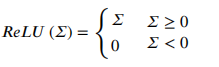 ReLU (Σ) = { Σ Σ ≥ 0
0 Σ < 0